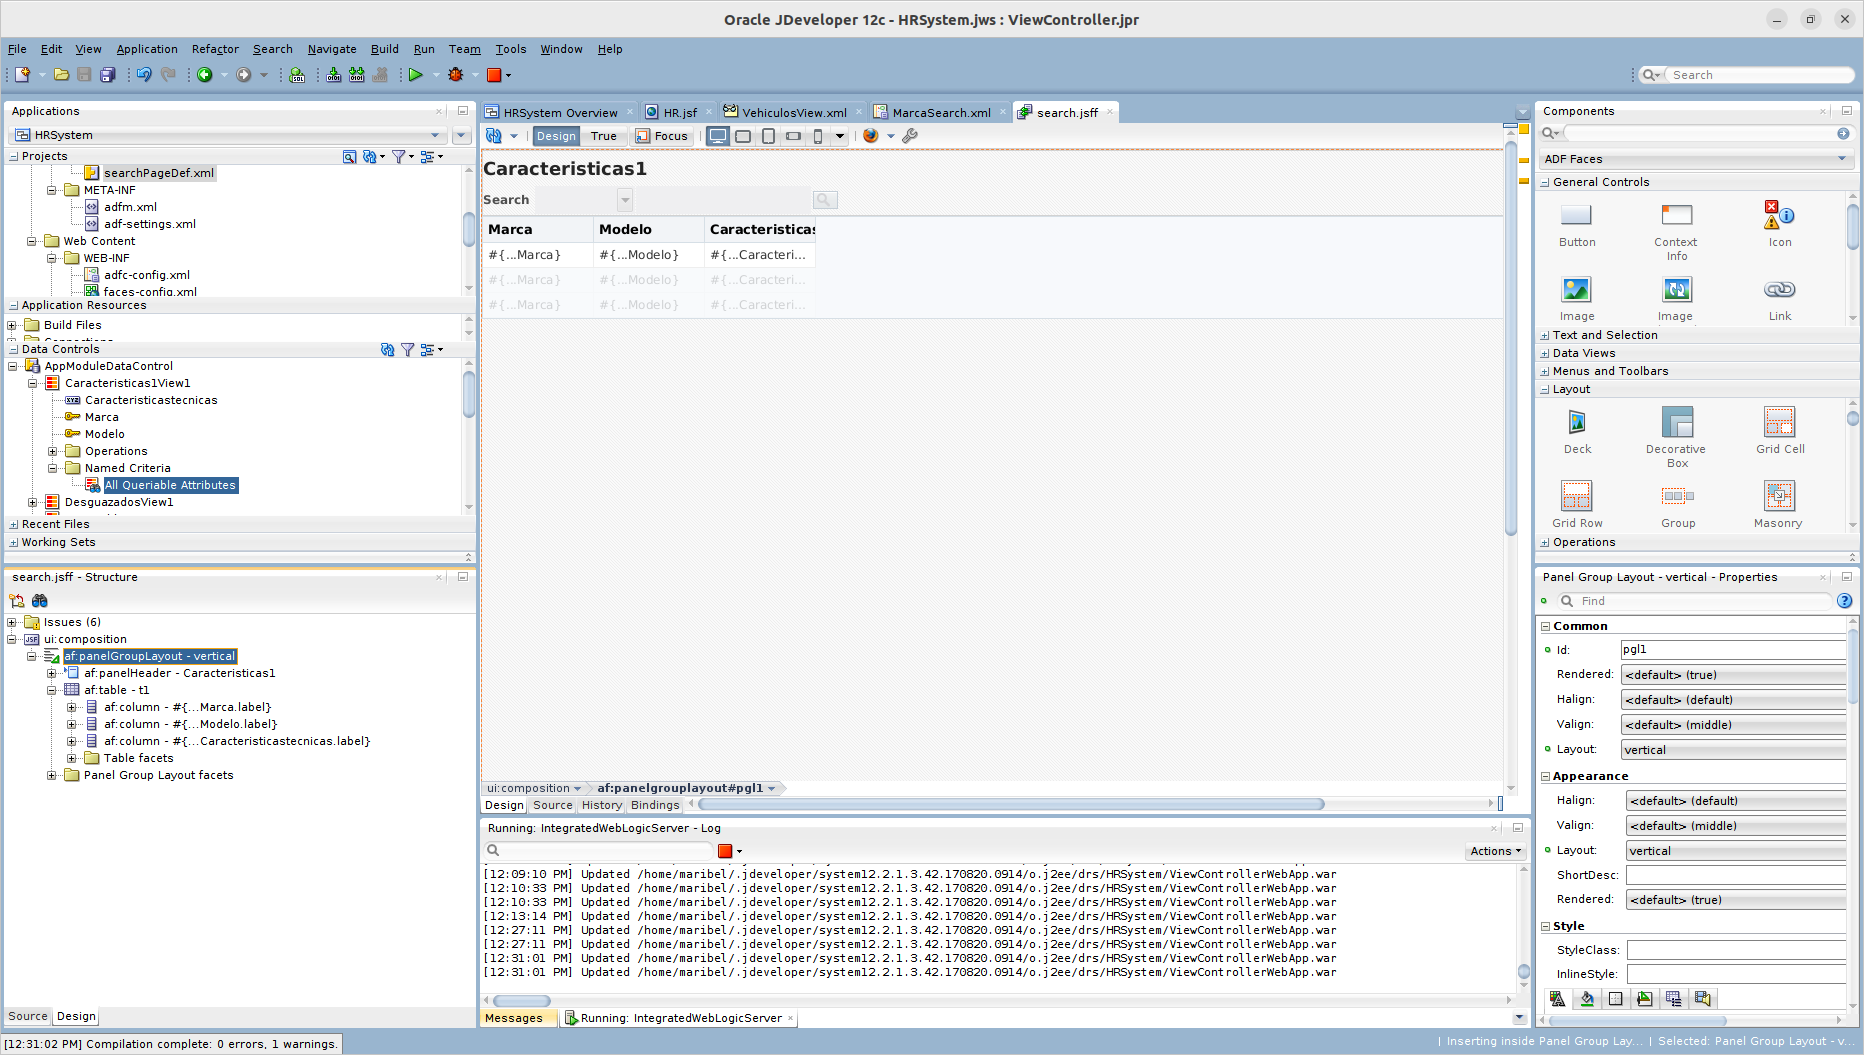 Oracle JDeveloper 12c - HRSystem.jws : ViewController.jpr
File Edit View Application Refactor Search Navigate Build Run Team Tools Window Help
Search
Applications
HRSystem
Projects
searchPageDef.xml
META-INF
adfm.xml
adf-settings.xml
Web Content
WEB-INF
adfc-config.xml
faces-config.xml
Application Resources
Build Files
Data Controls
AppModuleDataControl
Caracteristicas1View1
Caracteristicastecnicas
Marca
Modelo
Operations
Named Criteria
All Queriable Attributes
DesguazadosView1
Recent Files
Working Sets
search.jsff - Structure
Issues (6)
ui:composition
af:panelGroupLayout - vertical
af:panelHeader - Caracteristicas1
af:table - t1
af:column - #{...Marca.label}
af:column - #{...Modelo.label}
af:column - #{...Caracteristicastecnicas.label}
Table facets
Panel Group Layout facets
Source Design
[12:31:02 PM] Compilation complete: 0 errors, 1 warnings.
HRSystem Overview HR.jsf VehiculosView.xml MarcaSearch.xml search.jsff
Design True Focus
Caracteristicas1
Search
Marca Modelo Caracteristicas
#{...Marca} #{...Modelo} #{...Caracteri...
#{...Marca} #{...Modelo} #{...Caracteri...
#{...Marca} #{...Modelo} #{...Caracteri...
ui:composition af:panelgrouplayout#pgl1
Design Source History Bindings
Running: IntegratedWebLogicServer - Log
Actions
[12:09:10 PM] Updated /home/maribel/.jdeveloper/system12.2.1.3.42.170820.0914/o.j2ee/drs/HRSystem/ViewControllerWebApp.war
[12:10:33 PM] Updated /home/maribel/.jdeveloper/system12.2.1.3.42.170820.0914/o.j2ee/drs/HRSystem/ViewControllerWebApp.war
[12:10:33 PM] Updated /home/maribel/.jdeveloper/system12.2.1.3.42.170820.0914/o.j2ee/drs/HRSystem/ViewControllerWebApp.war
[12:13:14 PM] Updated /home/maribel/.jdeveloper/system12.2.1.3.42.170820.0914/o.j2ee/drs/HRSystem/ViewControllerWebApp.war
[12:27:11 PM] Updated /home/maribel/.jdeveloper/system12.2.1.3.42.170820.0914/o.j2ee/drs/HRSystem/ViewControllerWebApp.war
[12:27:11 PM] Updated /home/maribel/.jdeveloper/system12.2.1.3.42.170820.0914/o.j2ee/drs/HRSystem/ViewControllerWebApp.war
[12:31:01 PM] Updated /home/maribel/.jdeveloper/system12.2.1.3.42.170820.0914/o.j2ee/drs/HRSystem/ViewControllerWebApp.war
[12:31:01 PM] Updated /home/maribel/.jdeveloper/system12.2.1.3.42.170820.0914/o.j2ee/drs/HRSystem/ViewControllerWebApp.war
Messages Running: IntegratedWebLogicServer
Components
ADF Faces
General Controls
Button Context Info Icon
Image Image Link
Text and Selection
Data Views
Menus and Toolbars
Layout
Deck Decorative Box Grid Cell
Grid Row Group Masonry
Operations
Panel Group Layout - vertical - Properties
Find
Common
Id: pgl1
Rendered: <default> (true)
Halign: <default> (default)
Valign: <default> (middle)
Layout: vertical
Appearance
Halign: <default> (default)
Valign: <default> (middle)
Layout: vertical
ShortDesc:
Rendered: <default> (true)
Style
StyleClass:
InlineStyle:
Inserting inside Panel Group Lay... | Selected: Panel Group Layout - v...